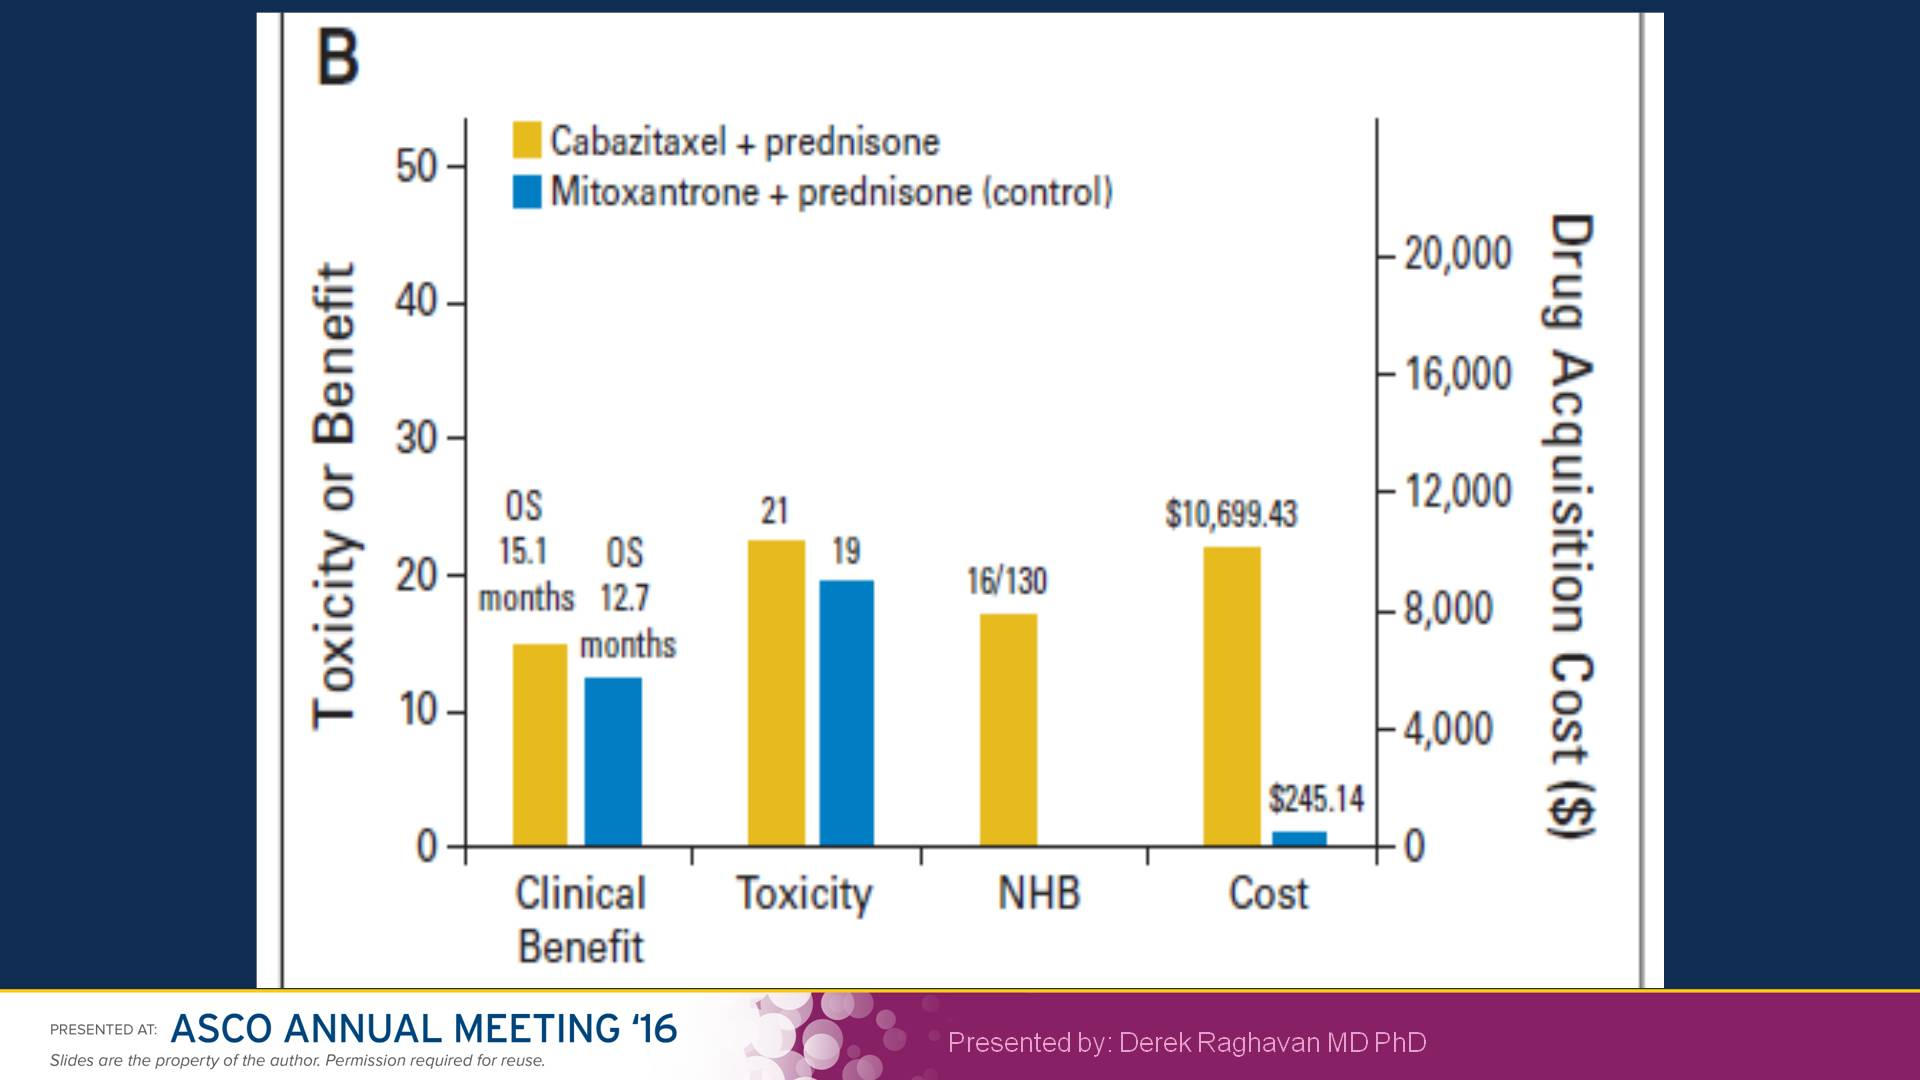 B
Cabazitaxel + prednisone
Mitoxantrone + prednisone (control)
Toxicity or Benefit
50
40
30
20
10
0
OS
15.1
months
OS
12.7
months
21
19
16/130
$10,699.43
$245.14
20,000
16,000
12,000
8,000
4,000
0
Drug Acquisition Cost ($)
Clinical
Benefit
Toxicity
NHB
Cost
PRESENTED AT: ASCO ANNUAL MEETING ‘16
Slides are the property of the author. Permission required for reuse.
Presented by: Derek Raghavan MD PhD